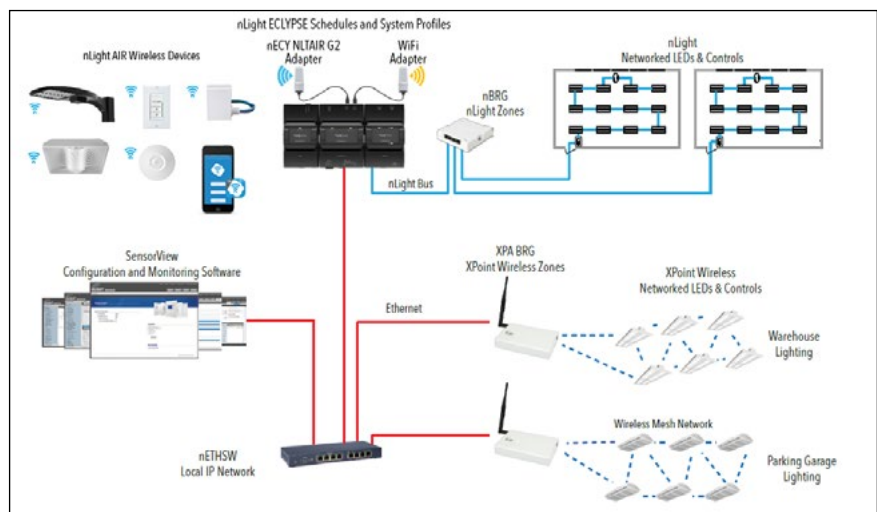 nLight ECLYPSE Schedules and System Profiles
nLight AIR Wireless Devices
nECY NLTAIR G2
Adapter
WiFi
Adapter
nLight
Networked LEDs & Controls
nBRG
nLight Zones
nLight Bus
SensorView
Configuration and Monitoring Software
XPA BRG
XPoint Wireless Zones
XPoint Wireless
Networked LEDs & Controls
Ethernet
Warehouse
Lighting
Wireless Mesh Network
nETHSW
Local IP Network
Parking Garage
Lighting